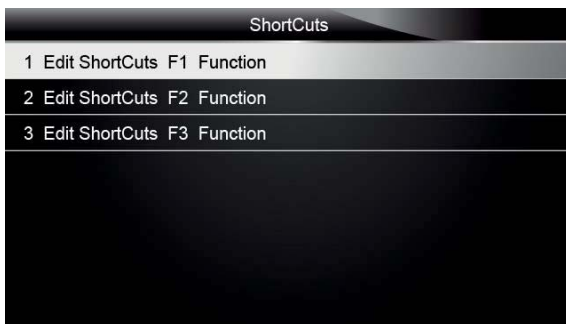 ShortCuts
1 Edit ShortCuts F1 Function
2 Edit ShortCuts F2 Function
3 Edit ShortCuts F3 Function